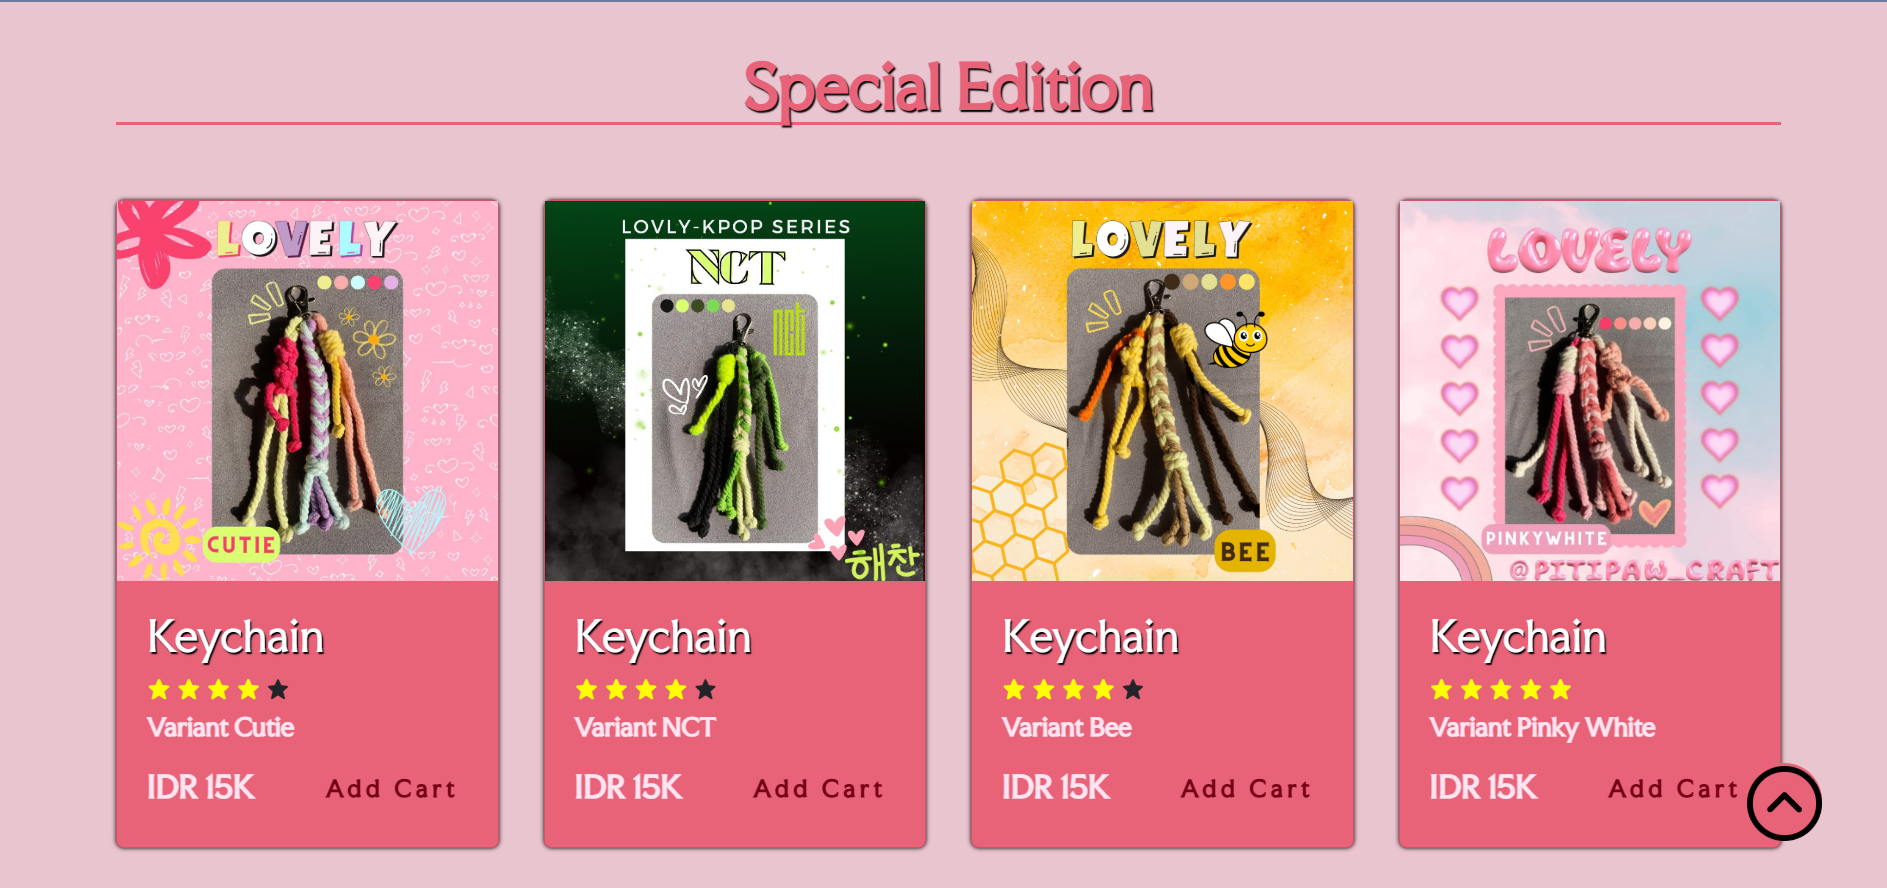 Special Edition
LOVELY
CUTIE
Keychain
Variant Cutie
IDR 15K Add Cart
LOVLY-KPOP SERIES
NCT
nct
해찬
Keychain
Variant NCT
IDR 15K Add Cart
LOVELY
BEE
Keychain
Variant Bee
IDR 15K Add Cart
LOVELY
PINKYWHITE
@PITIPAW_CRAFT
Keychain
Variant Pinky White
IDR 15K Add Cart